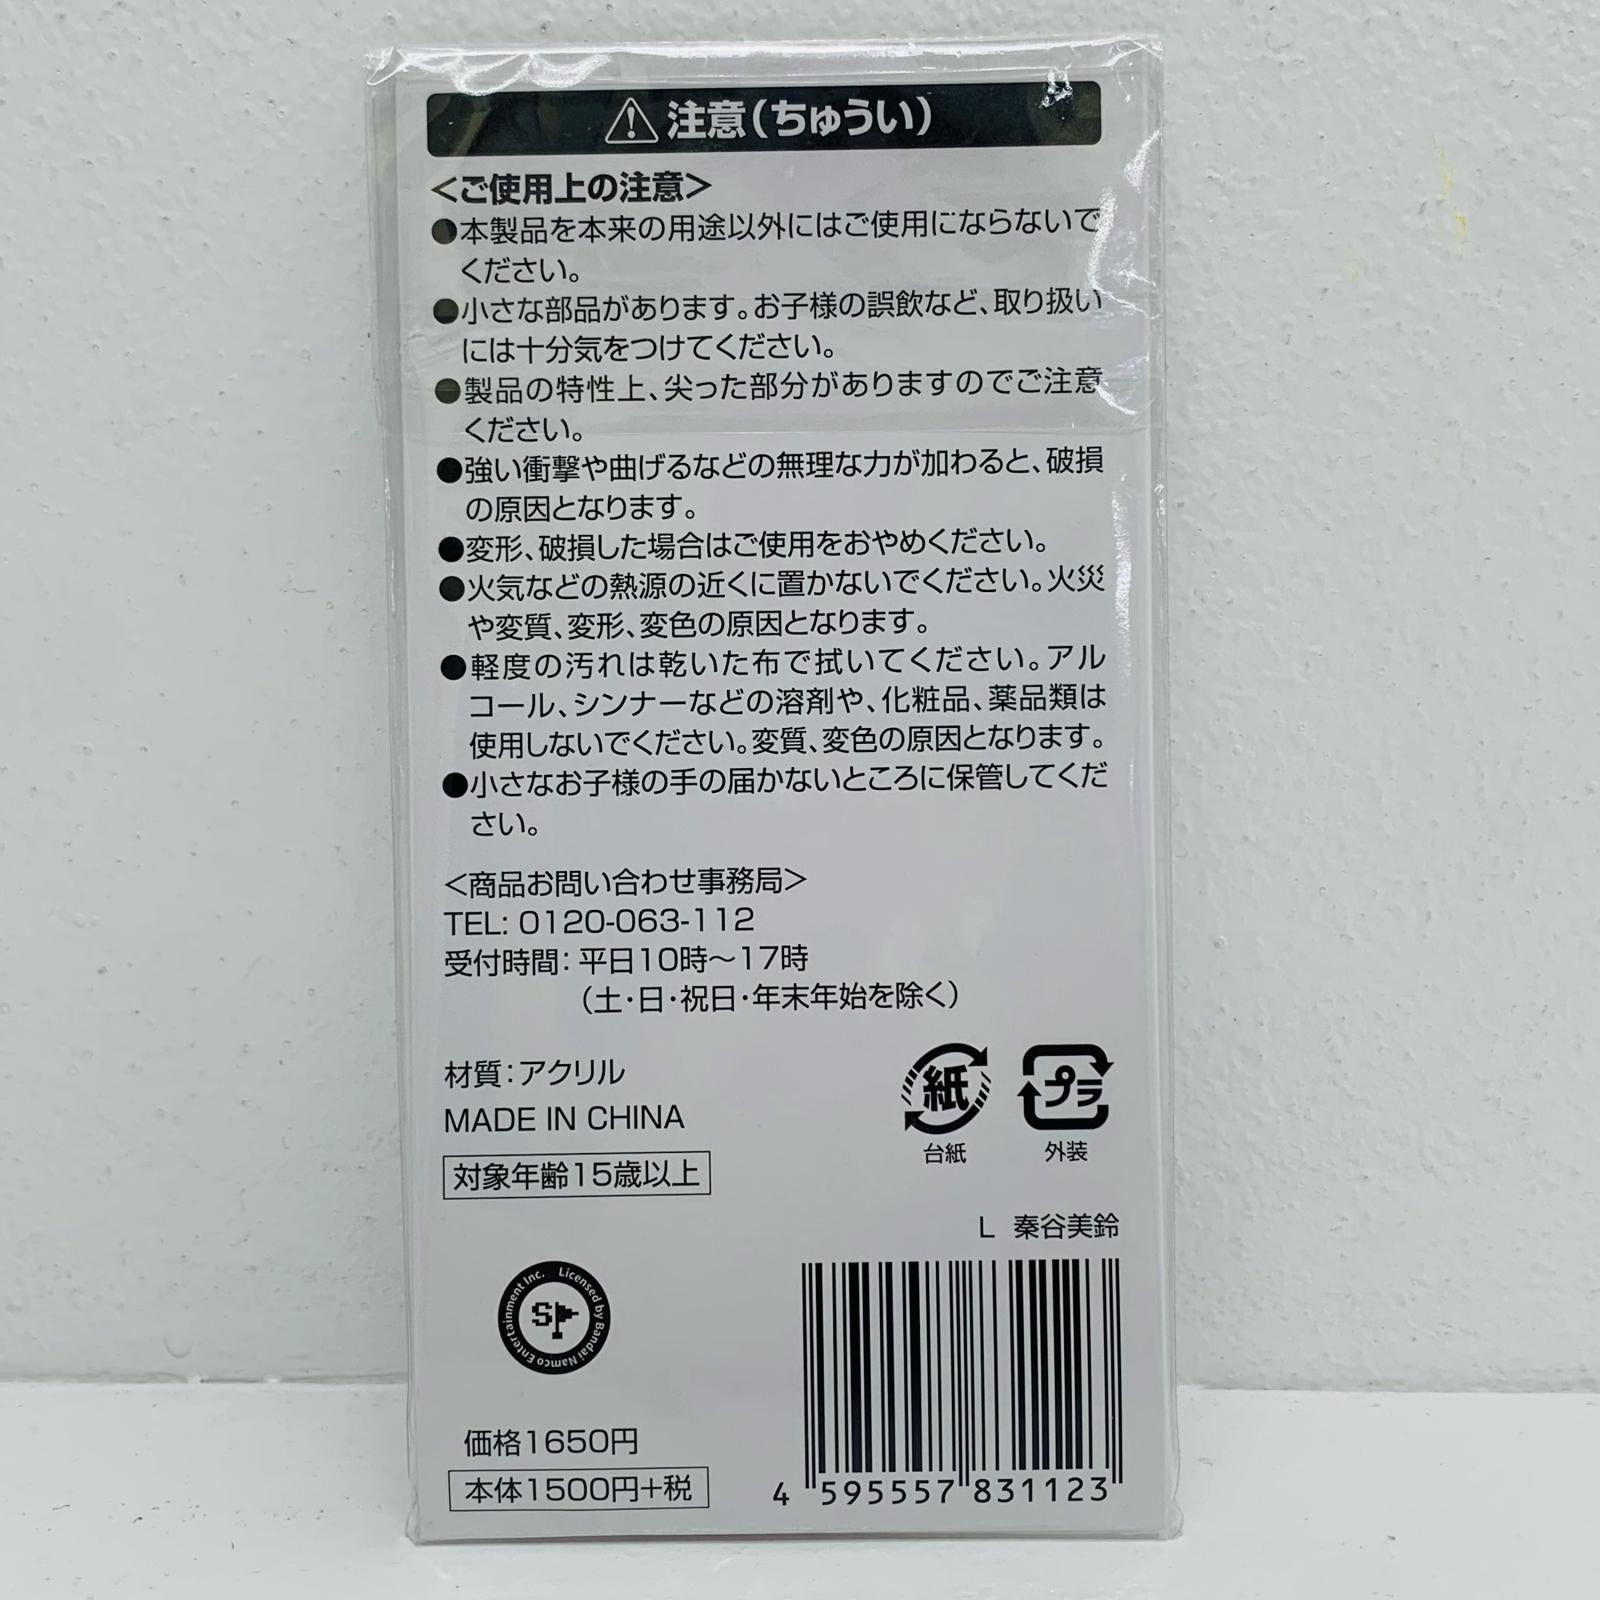 注意(ちゅうい)
<ご使用上の注意>
●本製品を本来の用途以外にはご使用にならないで
ください。
●小さな部品があります。お子様の誤飲など、取り扱い
には十分気をつけてください。
●製品の特性上、尖った部分がありますのでご注意
ください。
●強い衝撃や曲げるなどの無理な力が加わると、破損
の原因となります。
●変形、破損した場合はご使用をおやめください。
●火気などの熱源の近くに置かないでください。火災
や変質、変形、変色の原因となります。
●軽度の汚れは乾いた布で拭いてください。アル
コール、シンナーなどの溶剤や、化粧品、薬品類は
使用しないでください。変質、変色の原因となります。
●小さなお子様の手の届かないところに保管してくだ
さい。
<商品お問い合わせ事務局>
TEL: 0120-063-112
受付時間:平日10時〜17時
(土・日・祝日・年末年始を除く)
材質:アクリル
MADE IN CHINA
紙
プラ
台紙
外装
対象年齢15歳以上
L 秦谷美鈴
Licensed by Bandai Namco Entertainment Inc.
S
価格1650円
本体1500円+税
4 595557 831123